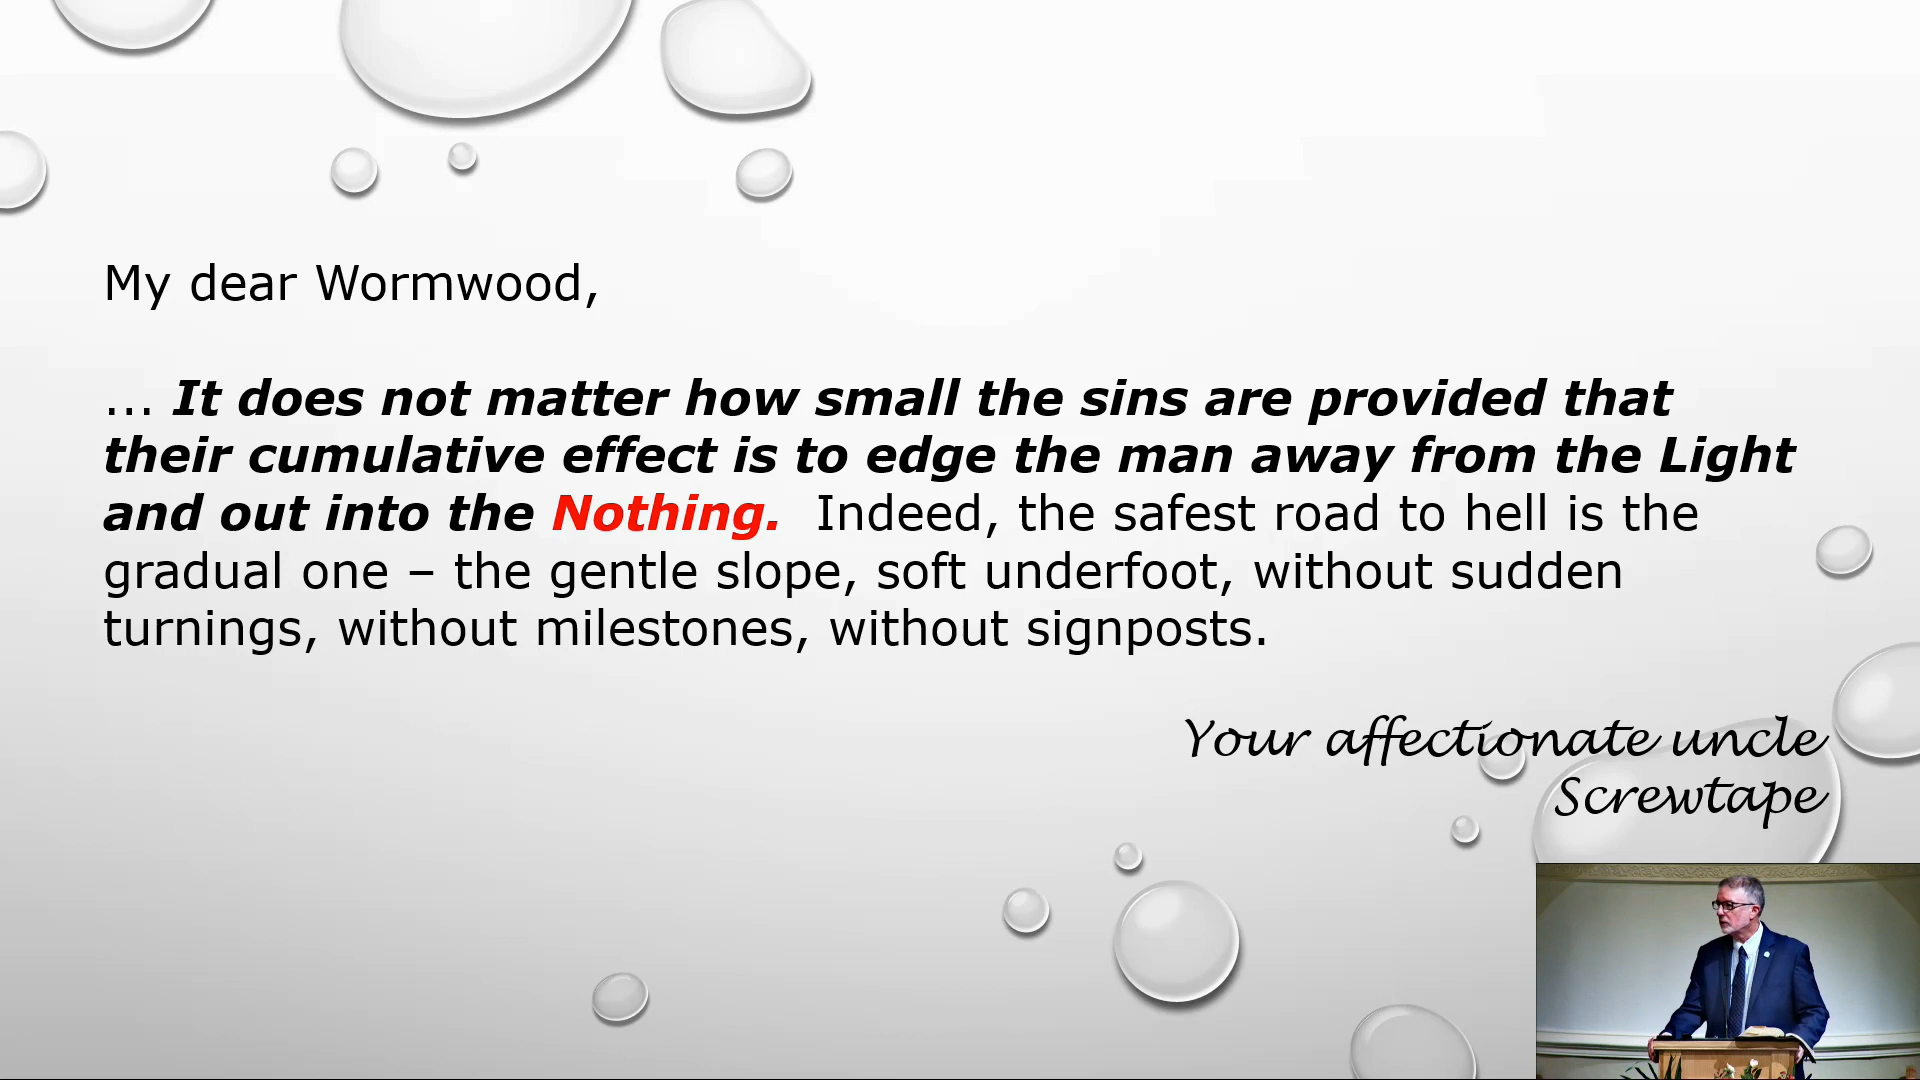 My dear Wormwood,
... It does not matter how small the sins are provided that
their cumulative effect is to edge the man away from the Light
and out into the Nothing. Indeed, the safest road to hell is the
gradual one – the gentle slope, soft underfoot, without sudden
turnings, without milestones, without signposts.
Your affectionate uncle
Screwtape